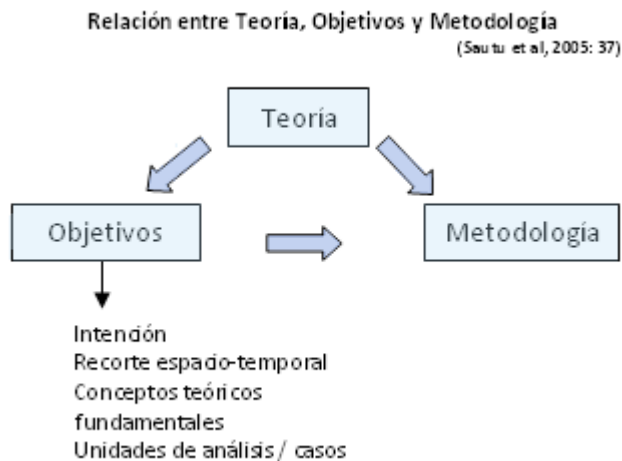 Relación entre Teoría, Objetivos y Metodología
(Sautu et al, 2005: 37)
Teoría
Objetivos
Metodología
Intención
Recorte espacio-temporal
Conceptos teóricos
fundamentales
Unidades de análisis / casos